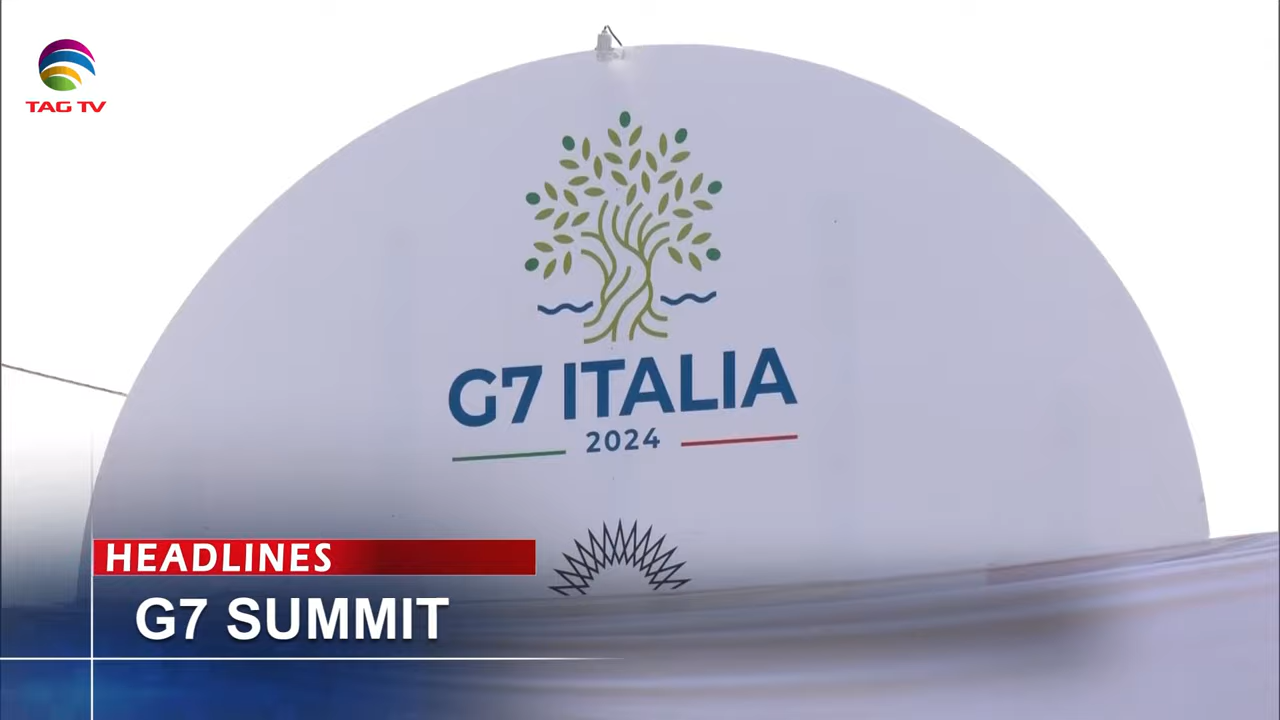 TAG TV
G7 ITALIA
2024
HEADLINES
G7 SUMMIT